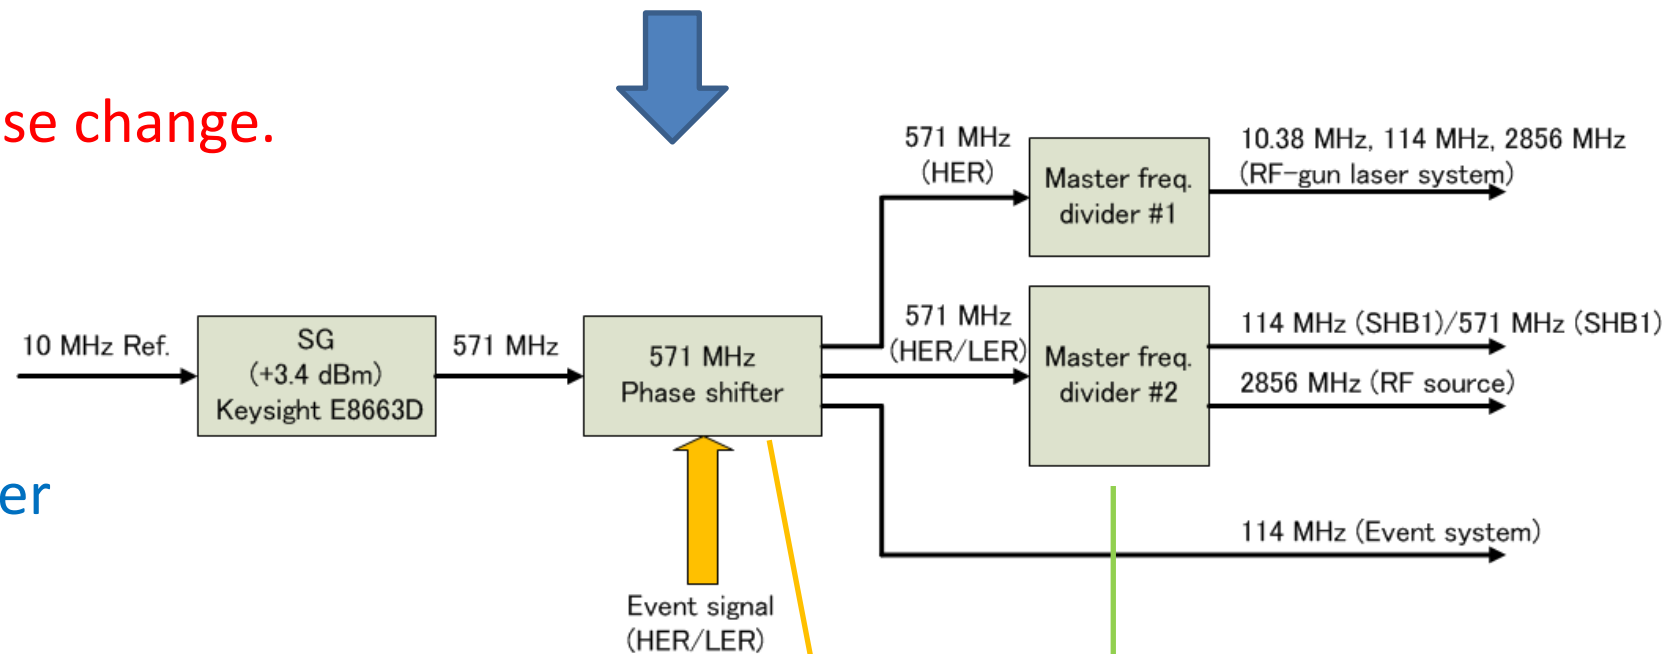 se change.
er
10 MHz Ref.
SG
(+3.4 dBm)
Keysight E8663D
571 MHz
571 MHz
Phase shifter
Event signal
(HER/LER)
571 MHz
(HER)
Master freq.
divider #1
10.38 MHz, 114 MHz, 2856 MHz
(RF-gun laser system)
571 MHz
(HER/LER)
Master freq.
divider #2
114 MHz (SHB1)/571 MHz (SHB1)
2856 MHz (RF source)
114 MHz (Event system)